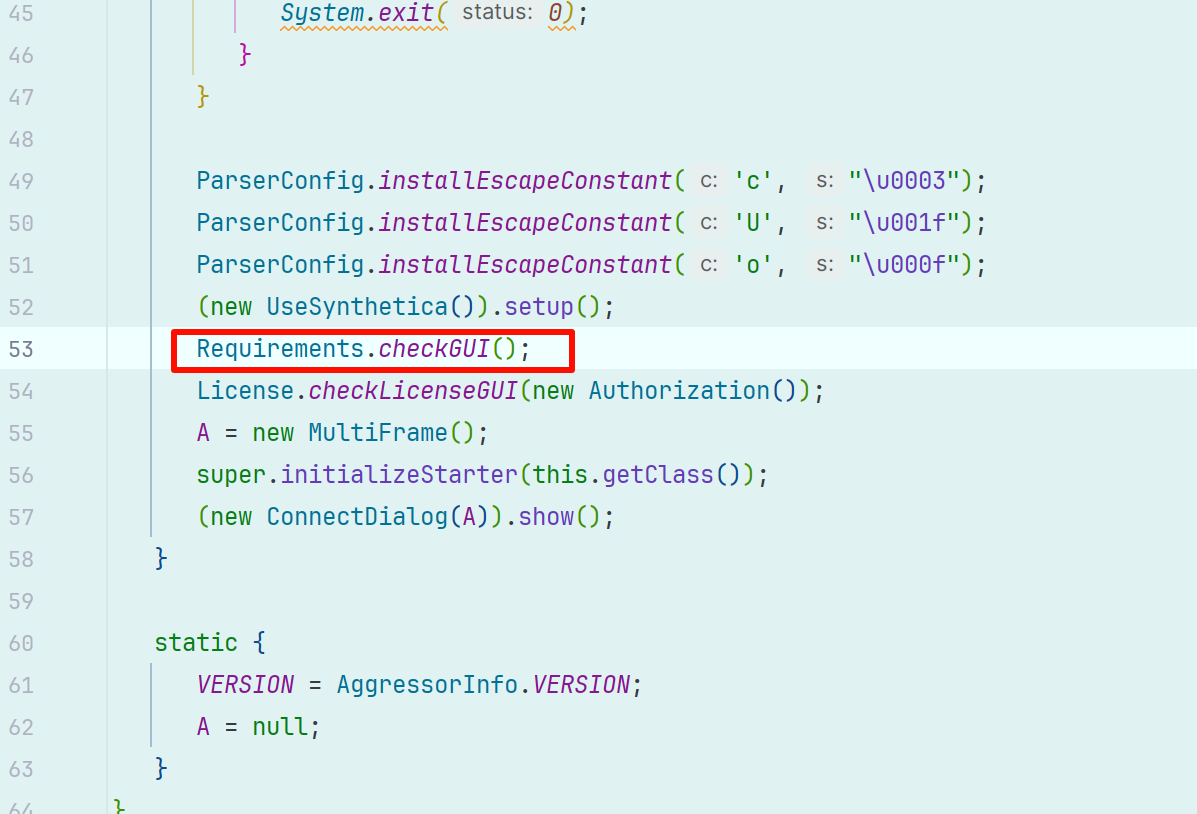 45 System.exit( status: 0);
46 }
47 }
48
49 ParserConfig.installEscapeConstant( c: 'c', s: "\u0003");
50 ParserConfig.installEscapeConstant( c: 'U', s: "\u001f");
51 ParserConfig.installEscapeConstant( c: 'o', s: "\u000f");
52 (new UseSynthetica()).setup();
53 Requirements.checkGUI();
54 License.checkLicenseGUI(new Authorization());
55 A = new MultiFrame();
56 super.initializeStarter(this.getClass());
57 (new ConnectDialog(A)).show();
58 }
59
60 static {
61 VERSION = AggressorInfo.VERSION;
62 A = null;
63 }
64 }